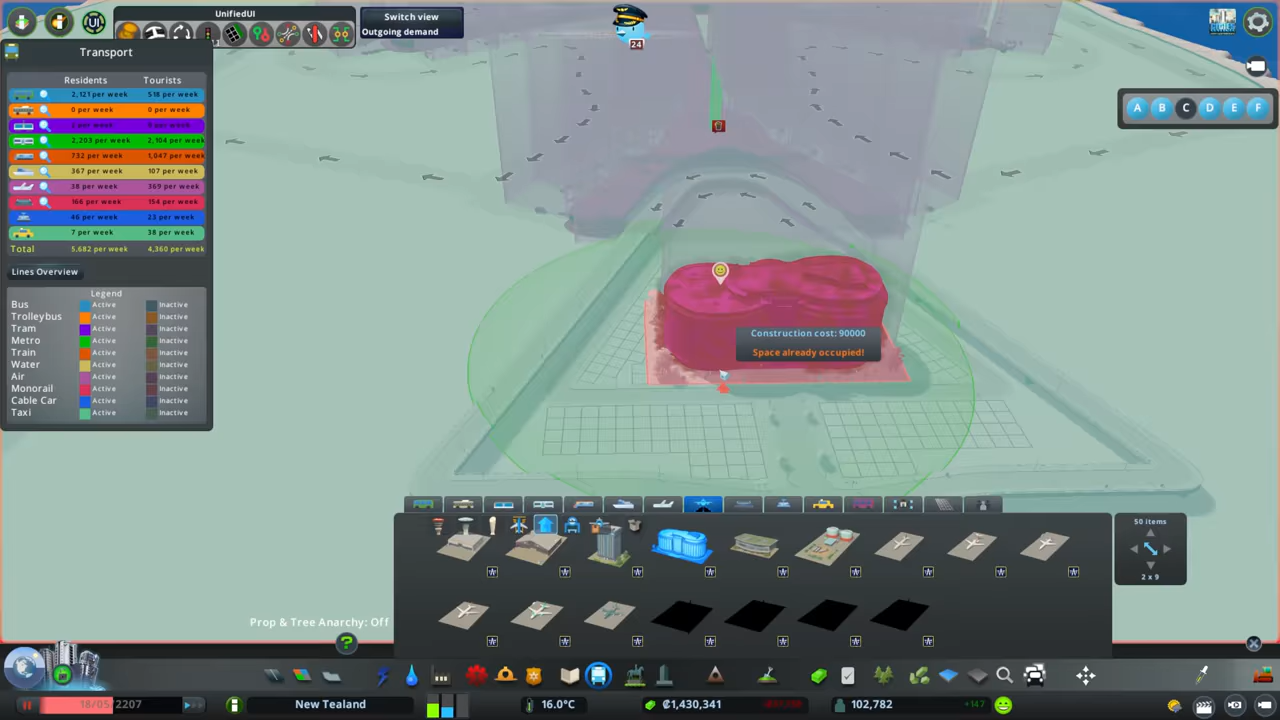 UnifiedUI
Switch view
Outgoing demand
24
Transport
Residents Tourists
2,121 per week 518 per week
0 per week 0 per week
2,203 per week 2,104 per week
732 per week 1,047 per week
367 per week 107 per week
38 per week 369 per week
166 per week 154 per week
46 per week 23 per week
7 per week 38 per week
Total 5,682 per week 4,360 per week
Lines Overview
Legend
Bus Active Inactive
Trolleybus Active Inactive
Tram Active Inactive
Metro Active Inactive
Train Active Inactive
Water Active Inactive
Air Active Inactive
Monorail Active Inactive
Cable Car Active Inactive
Taxi Active Inactive
A B C D E F
Construction cost: 90000
Space already occupied!
50 items
2 x 9
Prop & Tree Anarchy: Off
?
18/05/2207
New Zealand
16.0°C
₡1,430,341
102,782
+147